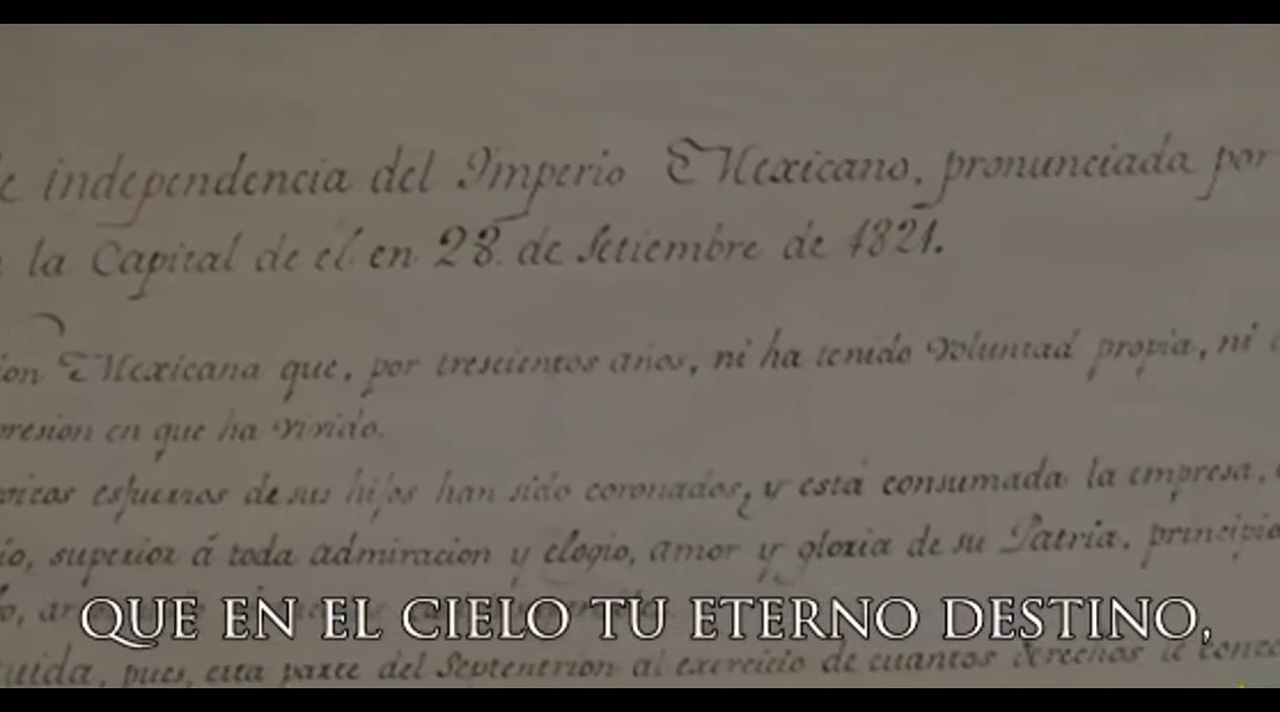 independencia del Imperio Mexicano, pronunciada por
la Capital de él en 28 de Setiembre de 1821.
Mexicana que, por trescientos años, ni ha tenido voluntad propia, ni
en que ha vivido.
esfuerzos de sus hijos han sido coronados, y está consumada la empresa,
superior á toda admiracion y elogio, amor y gloria de su Patria,
QUE EN EL CIELO TU ETERNO DESTINO,
pues, esta parte del Septentrion al exercicio de cuantos derechos le